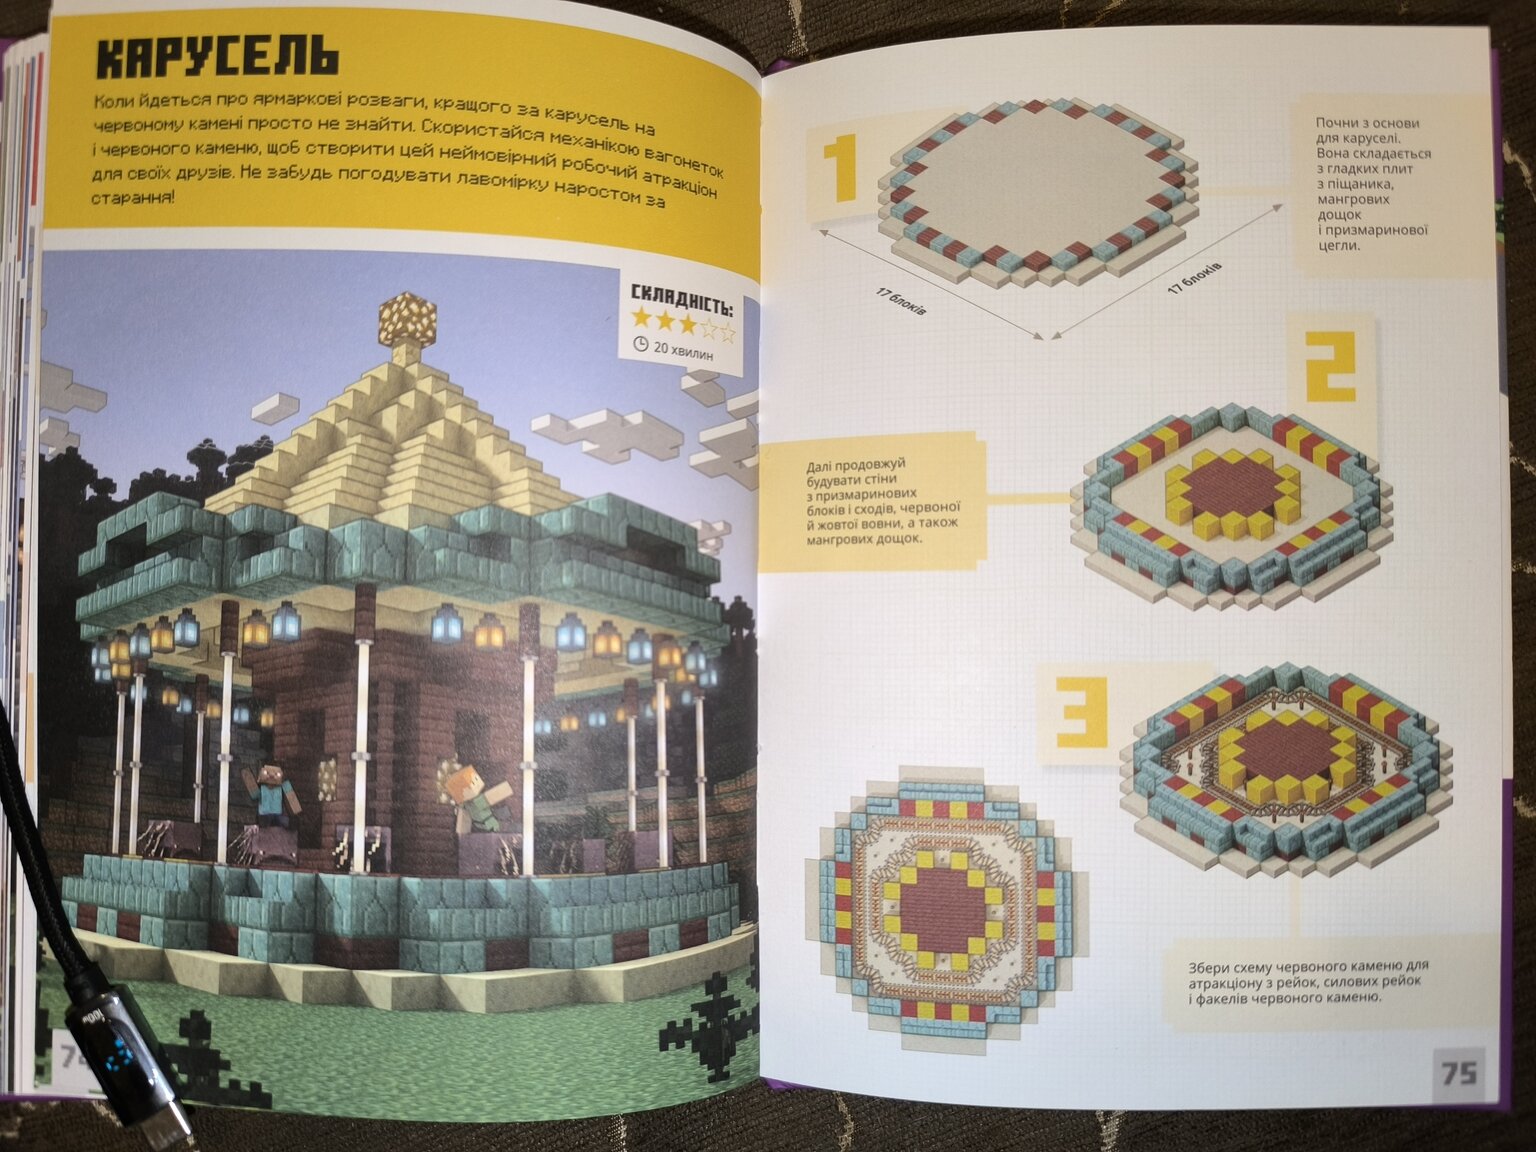 КАРУСЕЛЬ
Коли йдеться про ярмаркові розваги, кращого за карусель на
червоному камені просто не знайти. Скористайся механікою вагонеток
і червоного каменю, щоб створити цей неймовірний робочий атракціон
для своїх друзів. Не забудь погодувати лавомірку наростом за
старання!
СКЛАДНІСТЬ:
20 хвилин
74
1
Почни з основи
для каруселі.
Вона складається
з гладких плит
з піщаника,
мангрових
дощок
і призмаринової
цегли.
17 блоків
17 блоків
2
Далі продовжуй
будувати стіни
з призмаринових
блоків і сходів, червоної
й жовтої вовни, а також
мангрових дощок.
3
Збери схему червоного каменю для
атракціону з рейок, силових рейок
і факелів червоного каменю.
75
100W